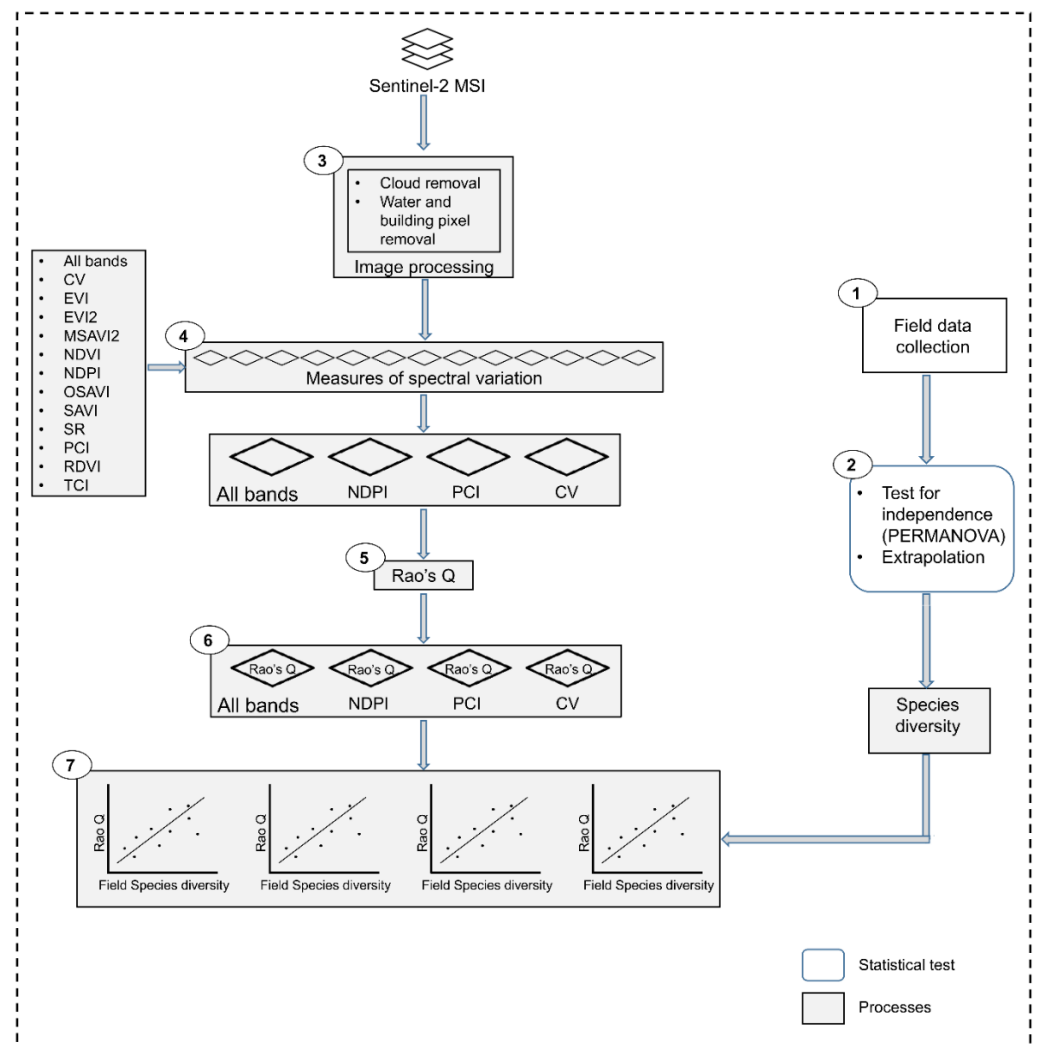 Sentinel-2 MSI
3
• Cloud removal
• Water and
building pixel
removal
Image processing
• All bands
• CV
• EVI
• EVI2
• MSAVI2
• NDVI
• NDPI
• OSAVI
• SAVI
• SR
• PCI
• RDVI
• TCI
4
Measures of spectral variation
All bands NDPI PCI CV
5
Rao's Q
6
Rao's Q Rao's Q Rao's Q Rao's Q
All bands NDPI PCI CV
1
Field data
collection
2
• Test for
independence
(PERMANOVA)
• Extrapolation
Species
diversity
7
Rao Q
Field Species diversity
Rao Q
Field Species diversity
Rao Q
Field Species diversity
Rao Q
Field Species diversity
Statistical test
Processes